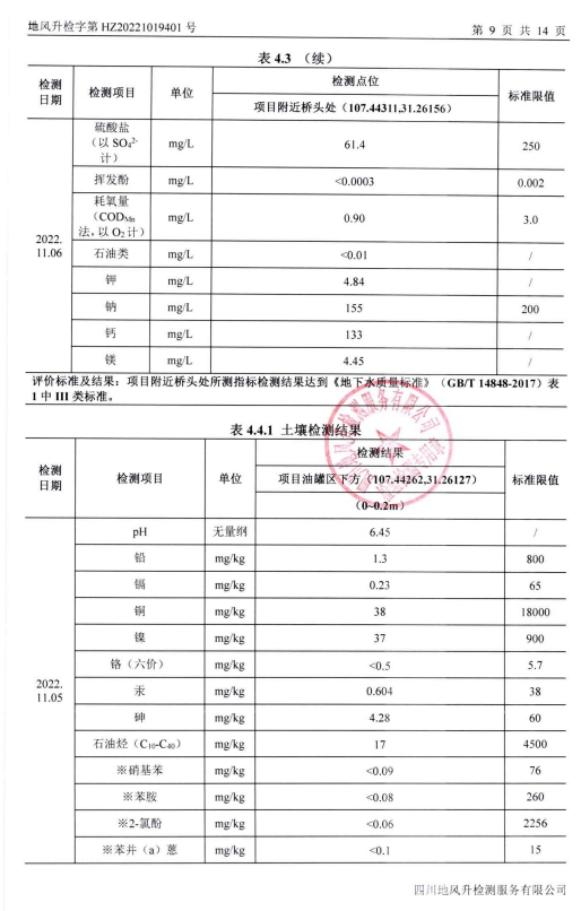 地风升检字第 HZ20221019401 号
第 9 页 共 14 页
表 4.3 （续）
检测日期 检测项目 单位 检测点位 标准限值
项目附近桥头处（107.44311,31.26156）
2022.11.06
硫酸盐（以 SO₄²⁻计） mg/L 61.4 250
挥发酚 mg/L <0.0003 0.002
耗氧量（CODMn法，以 O₂计） mg/L 0.90 3.0
石油类 mg/L <0.01 /
钾 mg/L 4.84 /
钠 mg/L 155 200
钙 mg/L 133 /
镁 mg/L 4.45 /
评价标准及结果：项目附近桥头处所测指标检测结果达到《地下水质量标准》（GB/T 14848-2017）表
1 中 III 类标准。
表 4.4.1 土壤检测结果
检测日期 检测项目 单位 检测结果 标准限值
项目油罐区下方（107.44262,31.26127）
（0~0.2m）
2022.11.05
pH 无量纲 6.45 /
铅 mg/kg 1.3 800
镉 mg/kg 0.23 65
铜 mg/kg 38 18000
镍 mg/kg 37 900
铬（六价） mg/kg <0.5 5.7
汞 mg/kg 0.604 38
砷 mg/kg 4.28 60
石油烃（C₁₀-C₄₀） mg/kg 17 4500
※硝基苯 mg/kg <0.09 76
※苯胺 mg/kg <0.08 260
※2-氯酚 mg/kg <0.06 2256
※苯并（a）蒽 mg/kg <0.1 15
四川地风升检测服务有限公司